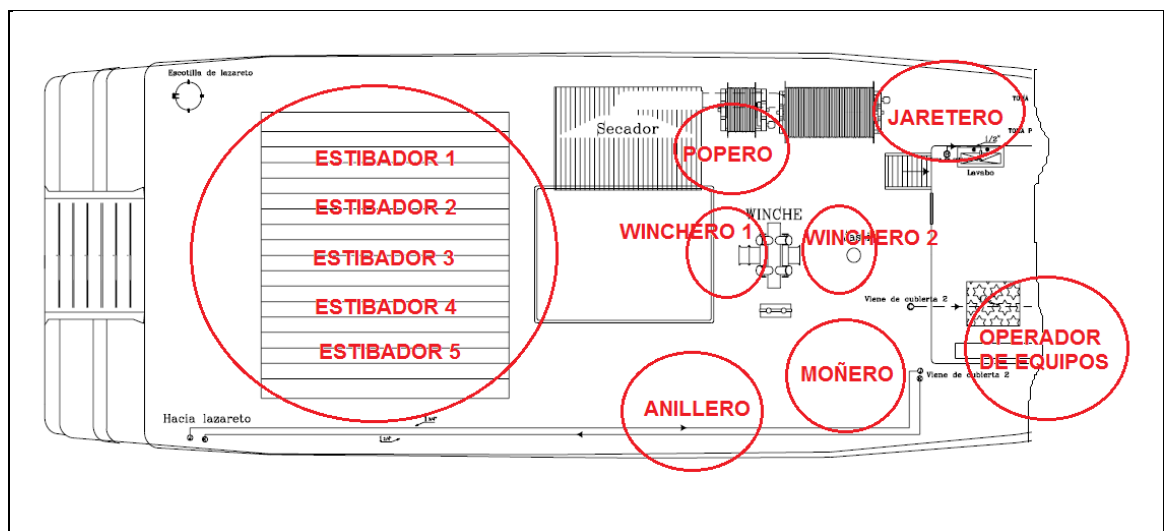 Escotilla de lazareto
ESTIBADOR 1
ESTIBADOR 2
ESTIBADOR 3
ESTIBADOR 4
ESTIBADOR 5
Hacia lazareto
Secador
POPERO
JARETERO
TOMA P
1/2"
Lavabo
WINCHERO 1
WINCHE
WINCHERO 2
Viene de cubierta 2
OPERADOR
DE EQUIPOS
MOÑERO
Viene de cubierta 2
ANILLERO